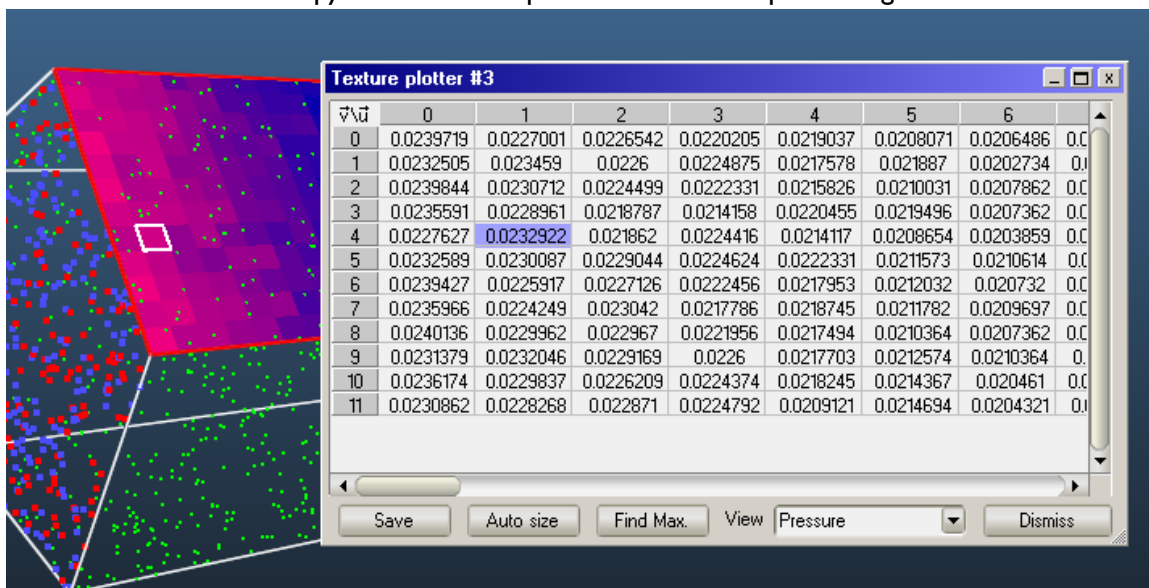 Texture plotter #3
v\u 0 1 2 3 4 5 6
0 0.0239719 0.0227001 0.0226542 0.0220205 0.0219037 0.0208071 0.0206486
1 0.0232505 0.023459 0.0226 0.0224875 0.0217578 0.021887 0.0202734
2 0.0239844 0.0230712 0.0224499 0.0222331 0.0215826 0.0210031 0.0207862
3 0.0235591 0.0228961 0.0218787 0.0214158 0.0220455 0.0219496 0.0207362
4 0.0227627 0.0232922 0.021862 0.0224416 0.0214117 0.0208654 0.0203859
5 0.0232589 0.0230087 0.0229044 0.0224624 0.0222331 0.0211573 0.0210614
6 0.0239427 0.0225917 0.0227126 0.0222456 0.0217953 0.0212032 0.020732
7 0.0235966 0.0224249 0.023042 0.0217786 0.0218745 0.0211782 0.0209697
8 0.0240136 0.0229962 0.022967 0.0221956 0.0217494 0.0210364 0.0207362
9 0.0231379 0.0232046 0.0229169 0.0226 0.0217703 0.0212574 0.0210364
10 0.0236174 0.0229837 0.0226209 0.0224374 0.0218245 0.0214367 0.020461
11 0.0230862 0.0228268 0.022871 0.0224792 0.0209121 0.0214694 0.0204321
Save Auto size Find Max. View Pressure Dismiss